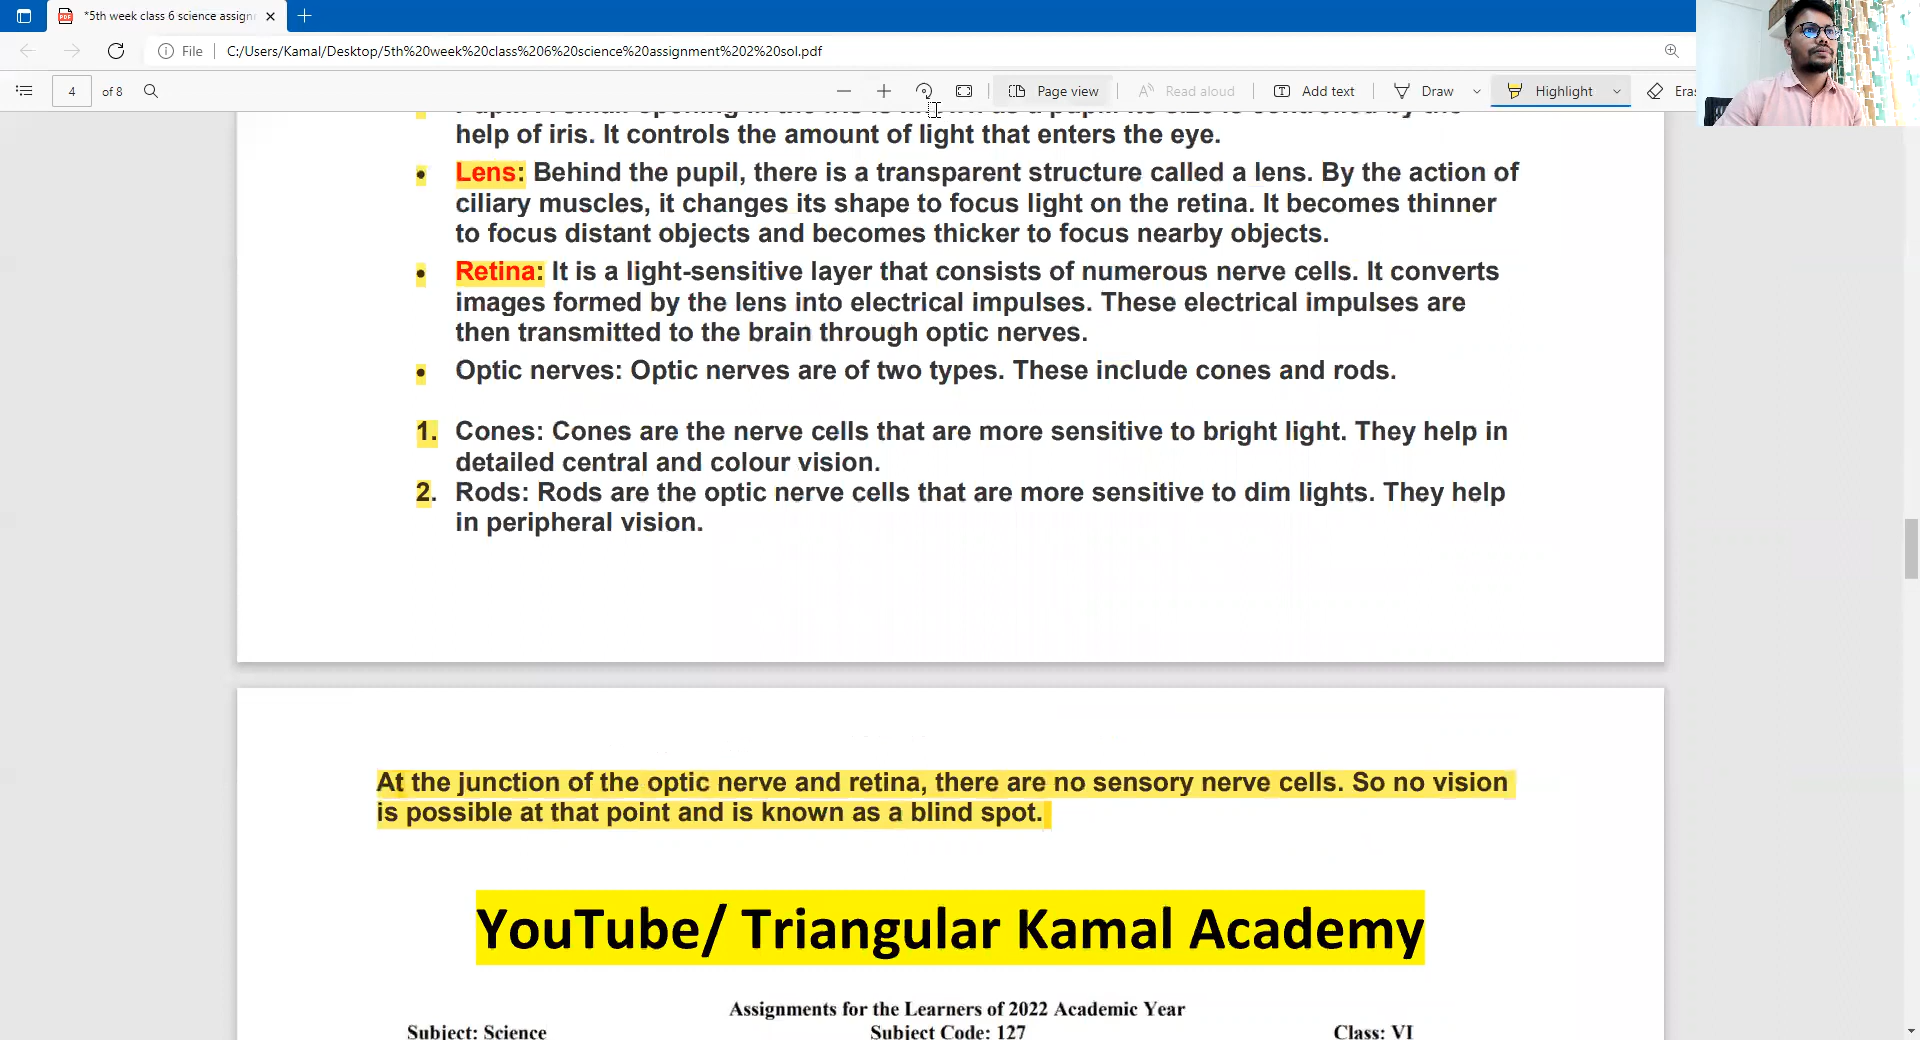 *5th week class 6 science assignm
File
C:/Users/Kamal/Desktop/5th%20week%20class%206%20science%20assignment%202%20sol.pdf
4 of 8
Page view
Read aloud
Add text
Draw
Highlight
Eras
help of iris. It controls the amount of light that enters the eye.
• Lens: Behind the pupil, there is a transparent structure called a lens. By the action of
ciliary muscles, it changes its shape to focus light on the retina. It becomes thinner
to focus distant objects and becomes thicker to focus nearby objects.
• Retina: It is a light-sensitive layer that consists of numerous nerve cells. It converts
images formed by the lens into electrical impulses. These electrical impulses are
then transmitted to the brain through optic nerves.
• Optic nerves: Optic nerves are of two types. These include cones and rods.
1. Cones: Cones are the nerve cells that are more sensitive to bright light. They help in
detailed central and colour vision.
2. Rods: Rods are the optic nerve cells that are more sensitive to dim lights. They help
in peripheral vision.
At the junction of the optic nerve and retina, there are no sensory nerve cells. So no vision
is possible at that point and is known as a blind spot.
YouTube/ Triangular Kamal Academy
Assignments for the Learners of 2022 Academic Year
Subject: Science Subject Code: 127 Class: VI